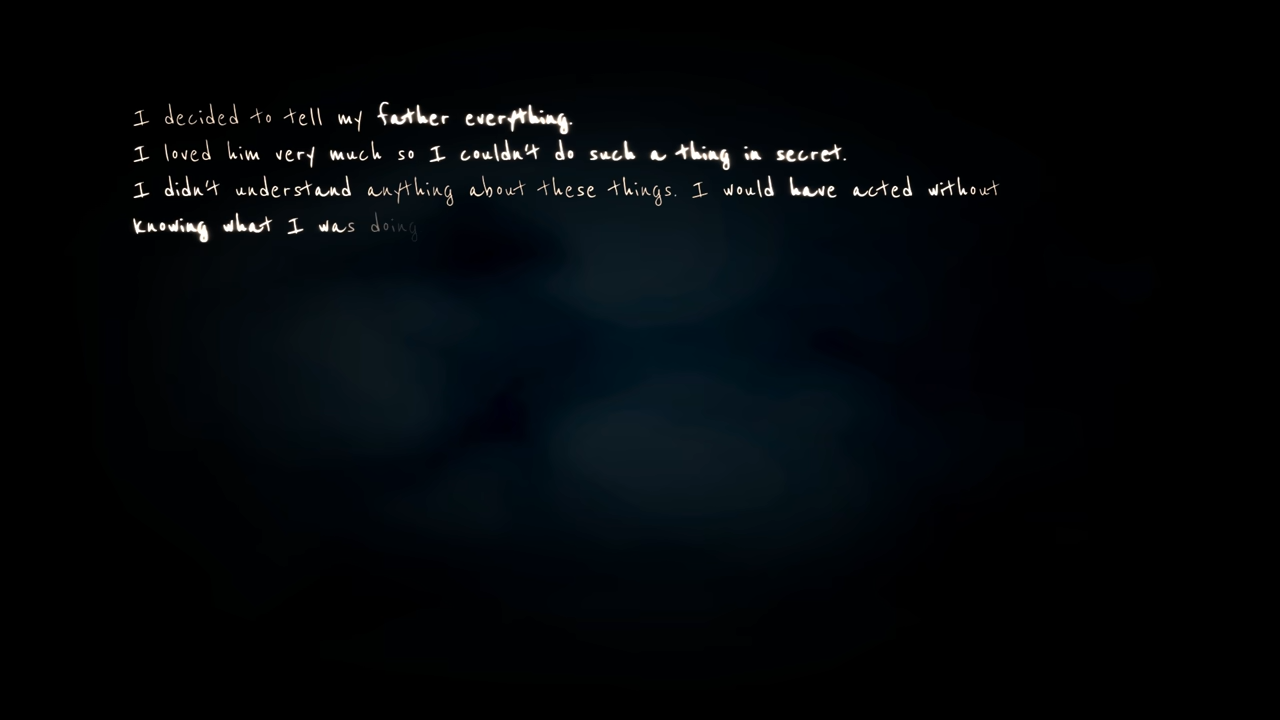 I decided to tell my father everything.
I loved him very much so I couldn't do such a thing in secret.
I didn't understand anything about these things. I would have acted without
knowing what I was doing